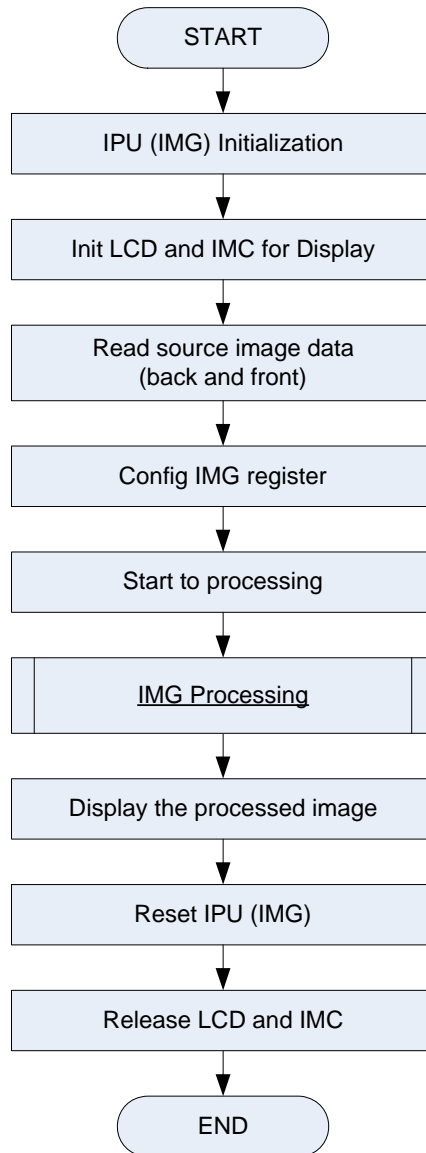 START
IPU (IMG) Initialization
Init LCD and IMC for Display
Read source image data
(back and front)
Config IMG register
Start to processing
IMG Processing
Display the processed image
Reset IPU (IMG)
Release LCD and IMC
END